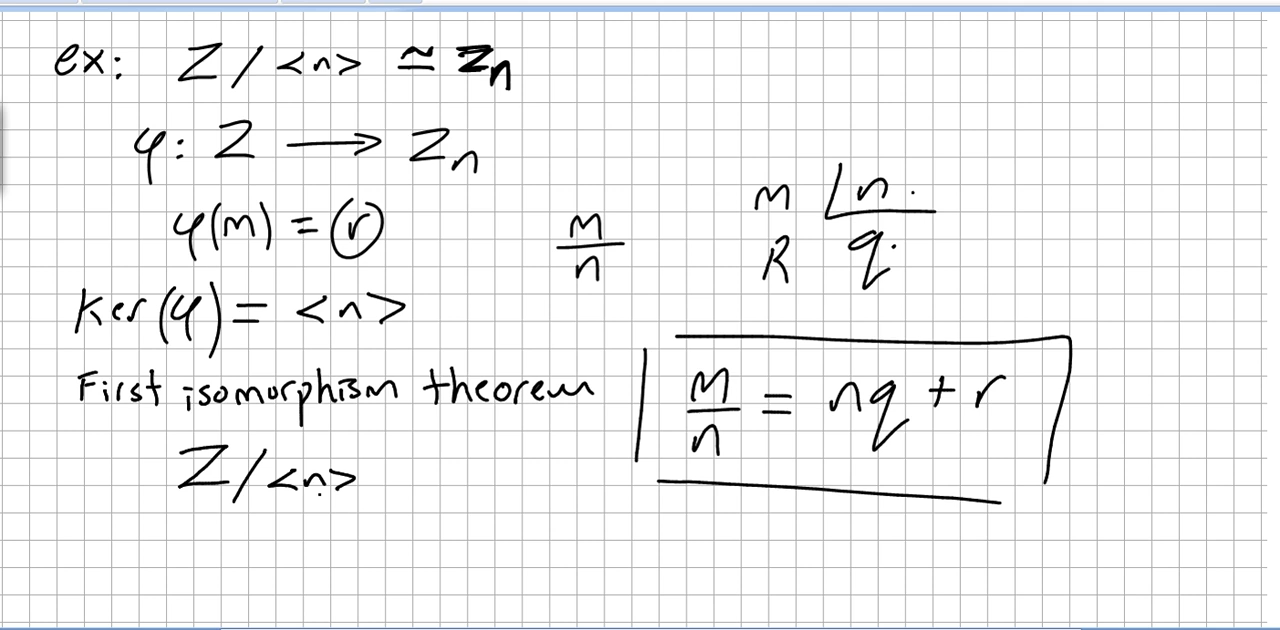 ex: Z / <n> ≃ Zn
φ: Z ⟶ Zn
φ(m) = r
Ker(φ) = <n>
First isomorphism theorem
Z / <n>
m
n
m n
R q
m/n = nq + r